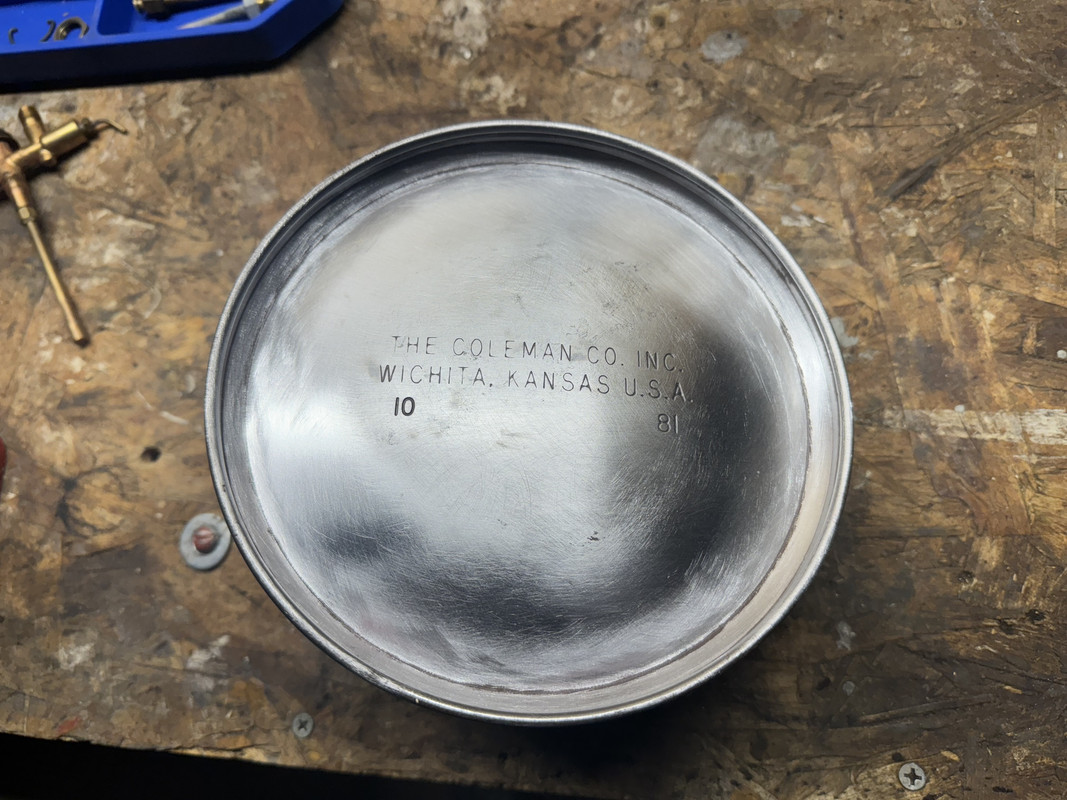 THE COLEMAN CO. INC.
WICHITA, KANSAS U.S.A.
10 81